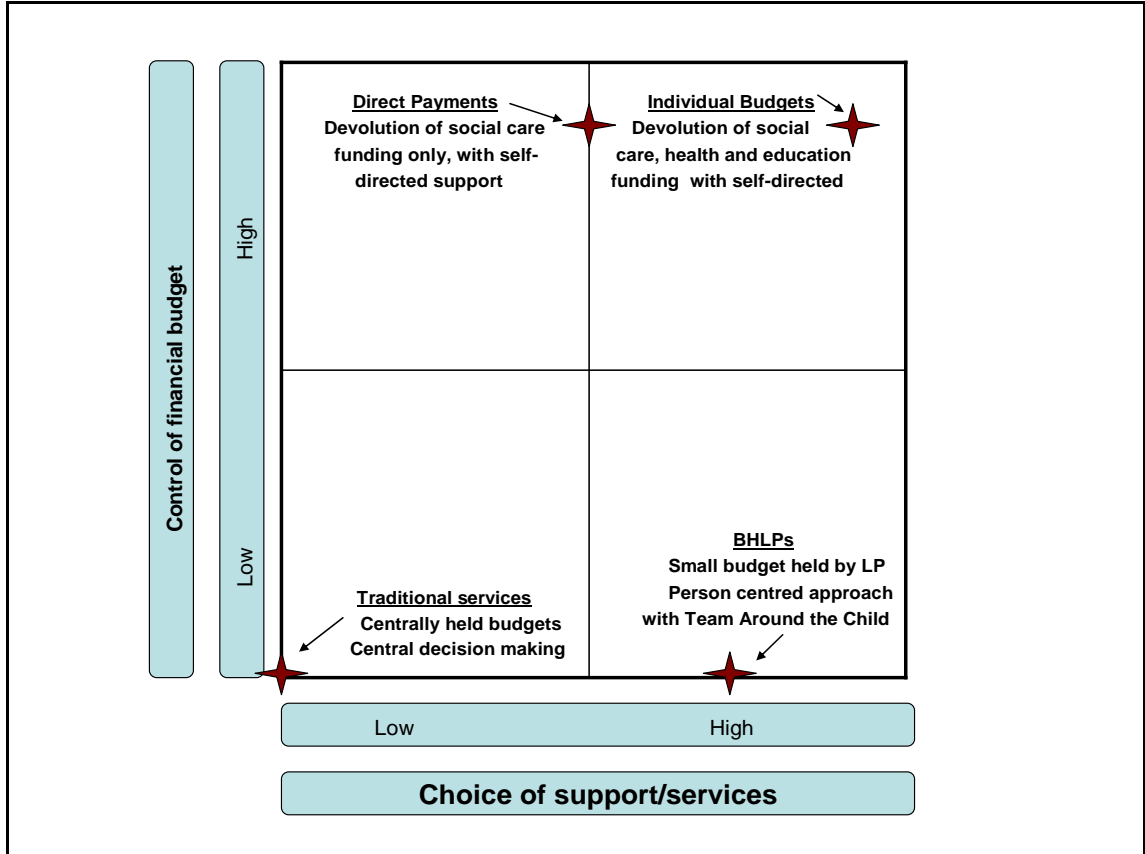 Control of financial budget
High
Low
Direct Payments
Devolution of social care
funding only, with self-
directed support
Individual Budgets
Devolution of social
care, health and education
funding with self-directed
Traditional services
Centrally held budgets
Central decision making
BHLPs
Small budget held by LP
Person centred approach
with Team Around the Child
Low
High
Choice of support/services